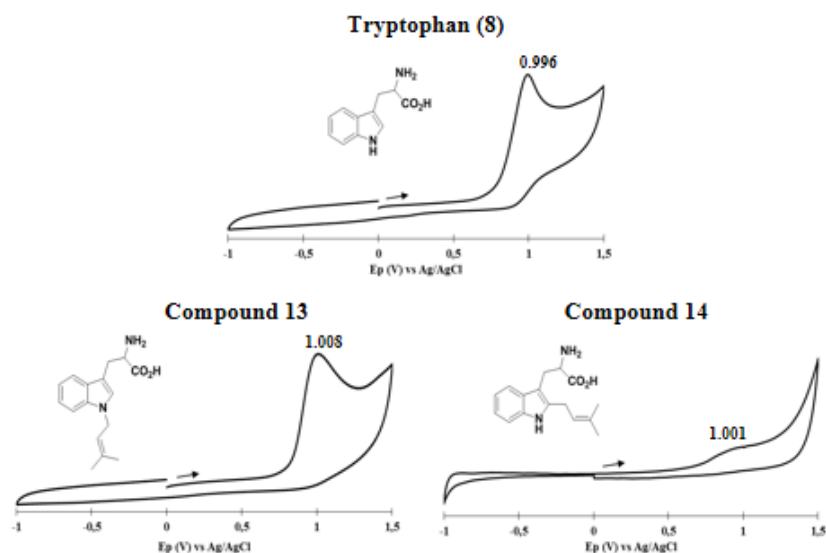 Tryptophan (8)
0.996
NH2
CO2H
N
H
-1 -0,5 0 0,5 1 1,5
Ep (V) vs Ag/AgCl
Compound 13
1.008
NH2
CO2H
N
-1 -0,5 0 0,5 1 1,5
Ep (V) vs Ag/AgCl
Compound 14
NH2
CO2H
N
H
1.001
-1 -0,5 0 0,5 1 1,5
Ep (V) vs Ag/AgCl